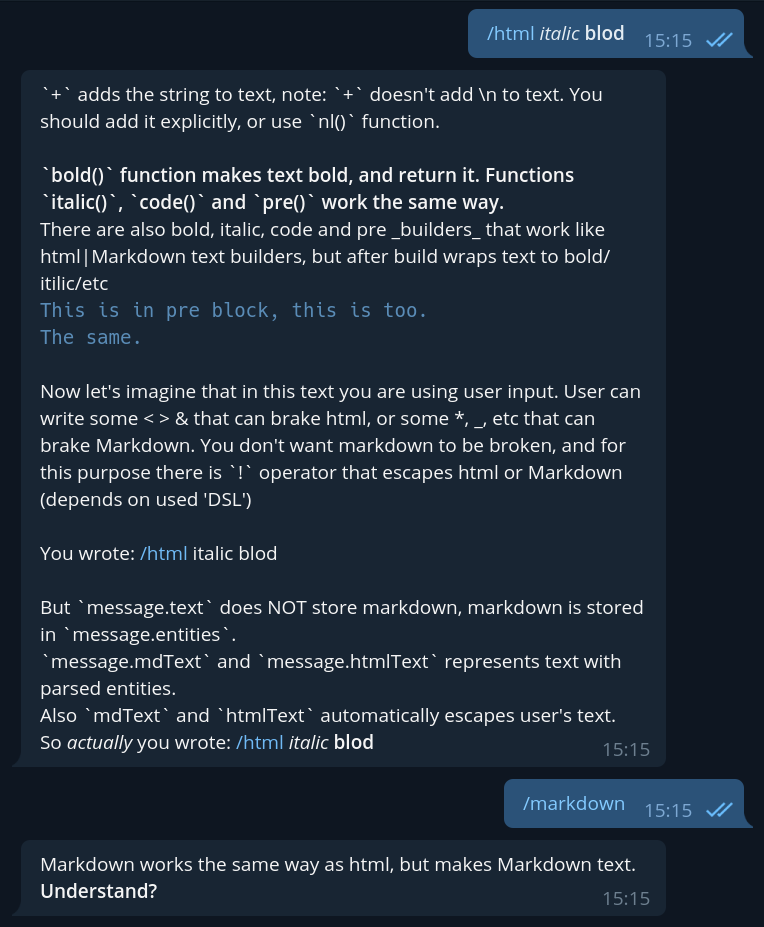 /html italic blod
15:15
`+` adds the string to text, note: `+` doesn't add \n to text. You
should add it explicitly, or use `nl()` function.
`bold()` function makes text bold, and return it. Functions
`italic()`, `code()` and `pre()` work the same way.
There are also bold, italic, code and pre _builders_ that work like
html|Markdown text builders, but after build wraps text to bold/
itilic/etc
This is in pre block, this is too.
The same.
Now let's imagine that in this text you are using user input. User can
write some < > & that can brake html, or some *, _, etc that can
brake Markdown. You don't want markdown to be broken, and for
this purpose there is `!` operator that escapes html or Markdown
(depends on used 'DSL')
You wrote: /html italic blod
But `message.text` does NOT store markdown, markdown is stored
in `message.entities`.
`message.mdText` and `message.htmlText` represents text with
parsed entities.
Also `mdText` and `htmlText` automatically escapes user's text.
So actually you wrote: /html italic blod
15:15
/markdown
15:15
Markdown works the same way as html, but makes Markdown text.
Understand?
15:15